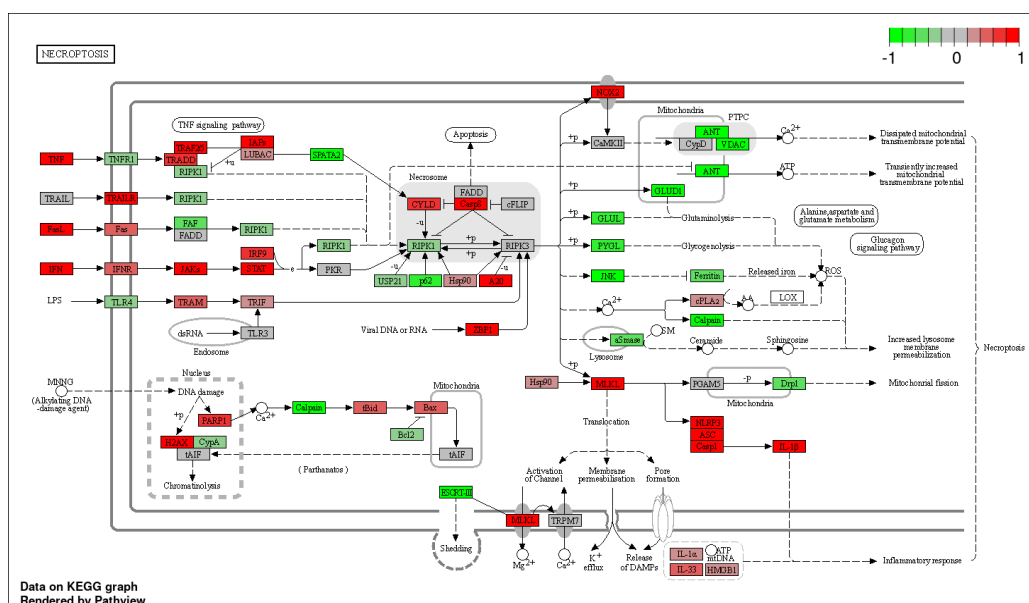 -1 0 1
NECROPTOSIS
TNF signaling pathway
TNF
TNFR1
TRADD
RIPK1
LUBAC
SPATA2
+u
TRAIL
TRAILR
RIPK1
FasL
Fas
FAF
FADD
RIPK1
IFN
IFNR
JAKs
IRF9
e
RIPK1
PKR
LPS
TLR4
TRAM
TRIF
dsRNA
TLR3
Endosome
Viral DNA or RNA
ZBP1
Apoptosis
Necrosome
FADD
CYLD
Casp8
cFLIP
-u
RIPK1
+p
+p
RIPK3
USP21
p62
Hsp90
A20
-u
NOX2
+p
CaMKII
Mitochondria
PTPC
ANT
CypD
VDAC
Ca2+
Dissipated mitochondrial
transmembrane potential
ANT
ATP
Transiently increased
mitochondrial
transmembrane potential
+p
GLUD1
+p
GLUL
Glutaminolysis
Alanine, aspartate and
glutamate metabolism
+p
PYGL
Glycogenolysis
Glucagon
signaling pathway
JNK
Ferritin
Released iron
ROS
Ca2+
cPLA2
AA
LOX
Calpain
aSmase
SM
Lysosome
Ceramide
Sphingosine
Increased lysosome
membrane
permeabilization
Necroptosis
+p
Hsp90
MLKL
PGAM5
-p
Drp1
Mitochondria
Mitochonrial fission
MNNG
(Alkylating DNA
-damage agent)
Nucleus
DNA damage
+p
PARP1
H2AX
CypA
tAIF
Chromatinolysis
Ca2+
Calpain
tBid
Bax
Bcl2
Mitochondria
tAIF
( Parthanatos )
Translocation
NLRP3
ASC
Casp1
IL-1β
Activation
of Channel
Membrane
permeabilisation
Pore
formation
ESCRT-III
MLKL
TRPM7
Shedding
Mg2+
Ca2+
K+
efflux
Release
of DAMPs
IL-1α
ATP
mtDNA
IL-33
HMGB1
Inflammatory response
Data on KEGG graph
Rendered by Pathview